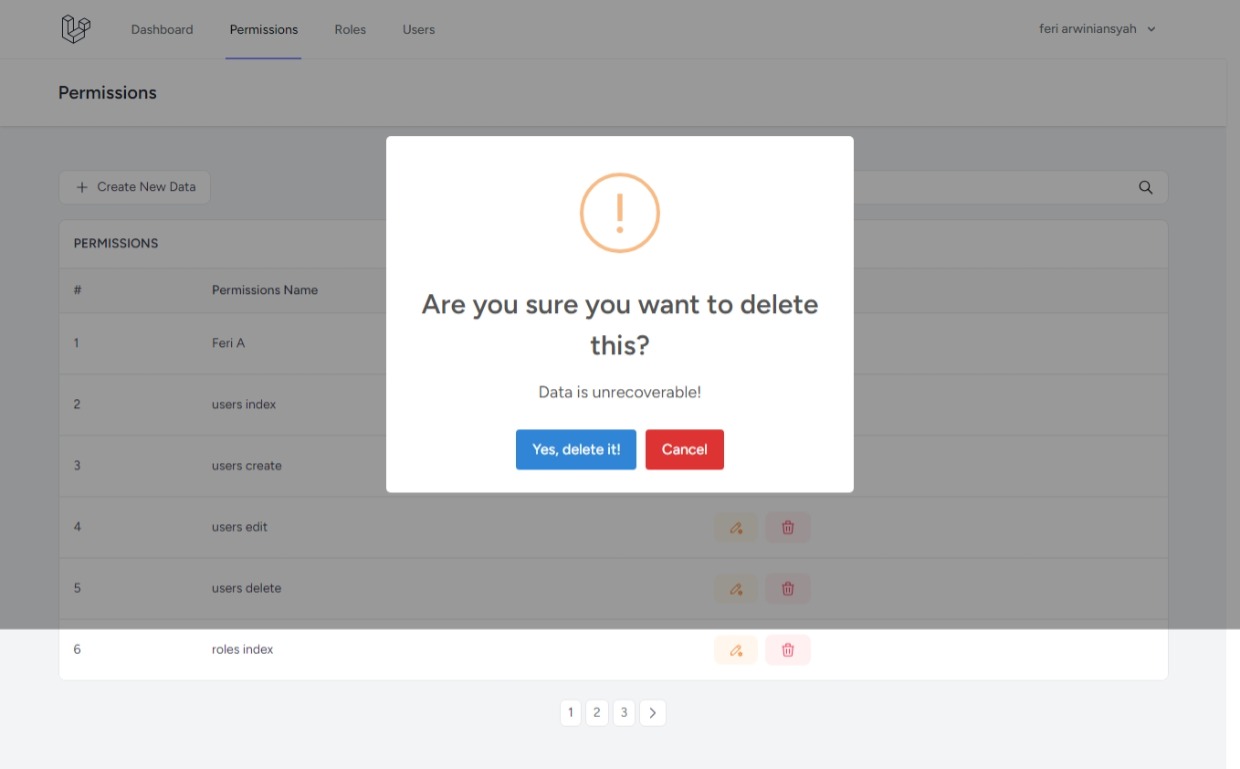 Dashboard Permissions Roles Users feri arwiniansyah
Permissions
Create New Data
PERMISSIONS
# Permissions Name
1 Feri A
2 users index
3 users create
4 users edit
5 users delete
6 roles index
!
Are you sure you want to delete
this?
Data is unrecoverable!
Yes, delete it! Cancel
1 2 3